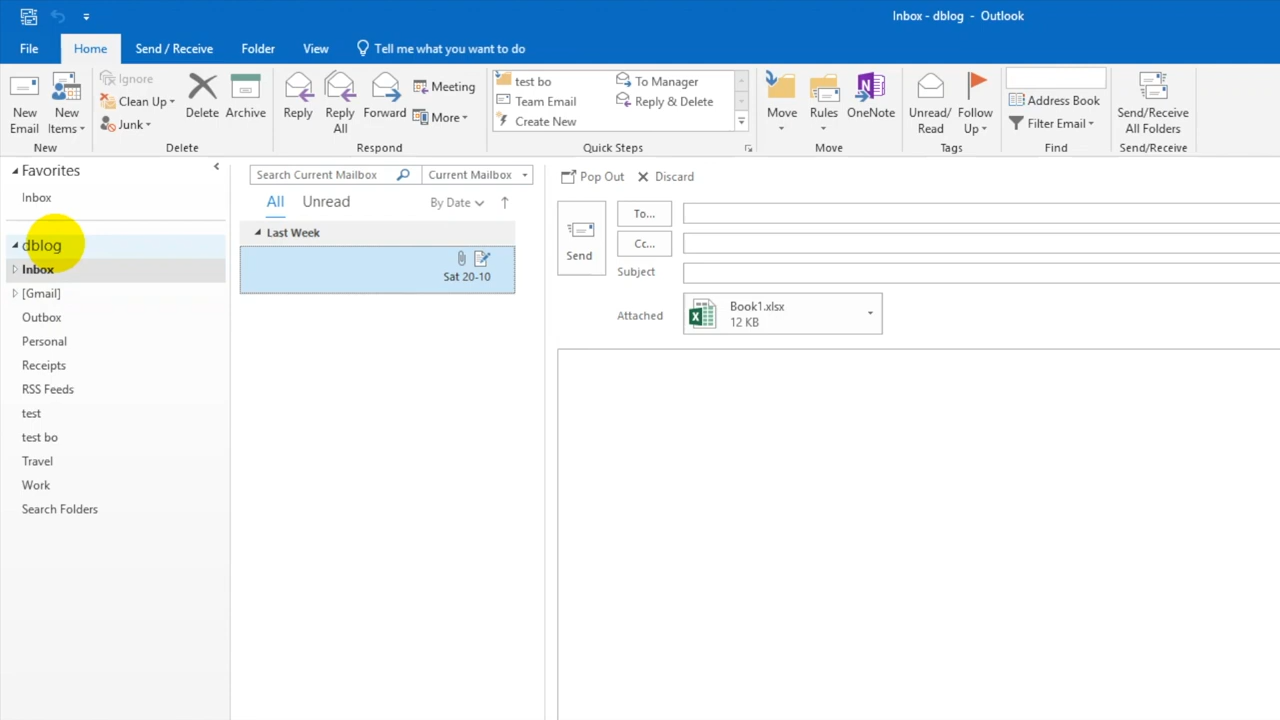 Inbox - dblog - Outlook
File Home Send / Receive Folder View Tell me what you want to do
New Email
New Items
New
Ignore
Clean Up
Junk
Delete
Archive
Delete
Reply
Reply All
Forward
Meeting
More
Respond
test bo
Team Email
Create New
To Manager
Reply & Delete
Quick Steps
Move
Rules
OneNote
Move
Unread/ Read
Follow Up
Tags
Address Book
Filter Email
Find
Send/Receive All Folders
Send/Receive
Favorites
Inbox
dblog
Inbox
[Gmail]
Outbox
Personal
Receipts
RSS Feeds
test
test bo
Travel
Work
Search Folders
Search Current Mailbox Current Mailbox
All Unread By Date
Last Week
Sat 20-10
Pop Out Discard
Send
To...
Cc...
Subject
Attached
Book1.xlsx
12 KB